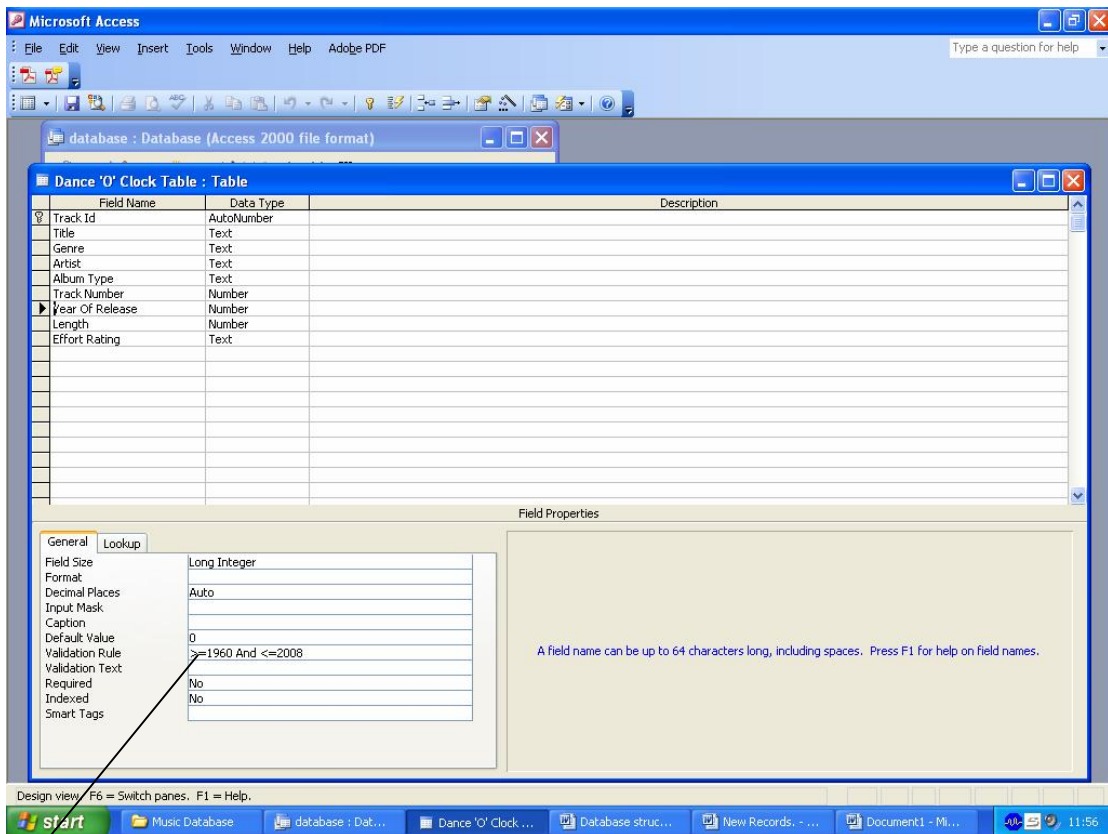 Microsoft Access
File Edit View Insert Tools Window Help Adobe PDF
Type a question for help
database : Database (Access 2000 file format)
Dance 'O' Clock Table : Table
Field Name Data Type Description
Track Id AutoNumber
Title Text
Genre Text
Artist Text
Album Type Text
Track Number Number
Year Of Release Number
Length Number
Effort Rating Text
Field Properties
General Lookup
Field Size Long Integer
Format
Decimal Places Auto
Input Mask
Caption
Default Value 0
Validation Rule >=1960 And <=2008
Validation Text
Required No
Indexed No
Smart Tags
A field name can be up to 64 characters long, including spaces. Press F1 for help on field names.
Design view. F6 = Switch panes. F1 = Help.
start Music Database database : Dat... Dance 'O' Clock ... Database struc... New Records. - ... Document1 - Mi... 11:56